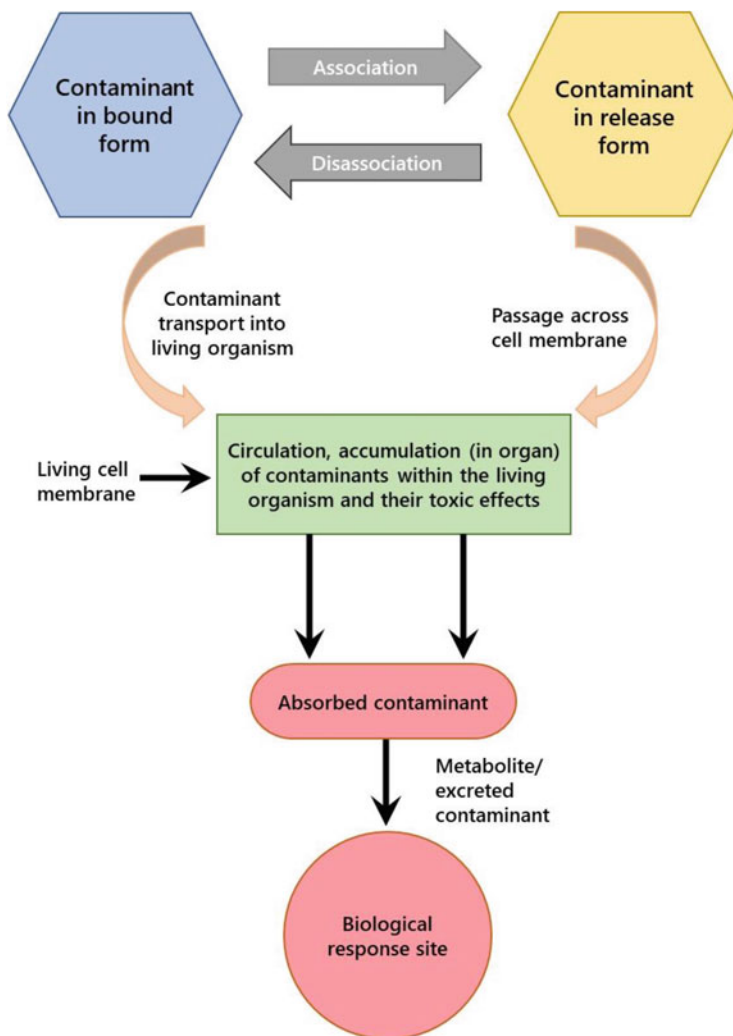 Contaminant
in bound
form
Association
Disassociation
Contaminant
in release
form
Contaminant
transport into
living organism
Passage across
cell membrane
Living cell
membrane
Circulation, accumulation (in organ)
of contaminants within the living
organism and their toxic effects
Absorbed contaminant
Metabolite/
excreted
contaminant
Biological
response site